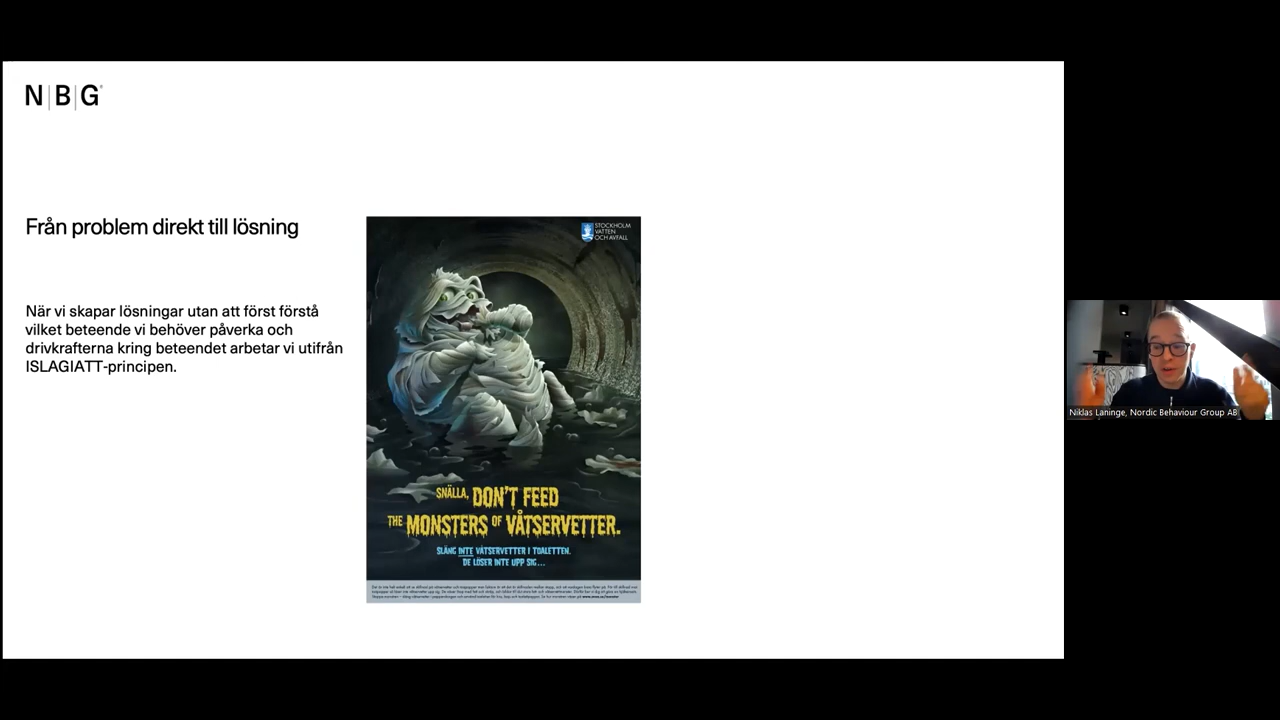 N|B|G
Från problem direkt till lösning
När vi skapar lösningar utan att först förstå
vilket beteende vi behöver påverka och
drivkrafterna kring beteendet arbetar vi utifrån
ISLAGIATT-principen.
STOCKHOLM
VATTEN
OCH AVFALL
SNÄLLA, DON'T FEED
THE MONSTERS OF VÅTSERVETTER.
SLÄNG INTE VÅTSERVETTER I TOALETTEN.
DE LÖSER INTE UPP SIG...
Niklas Laninge, Nordic Behaviour Group AB